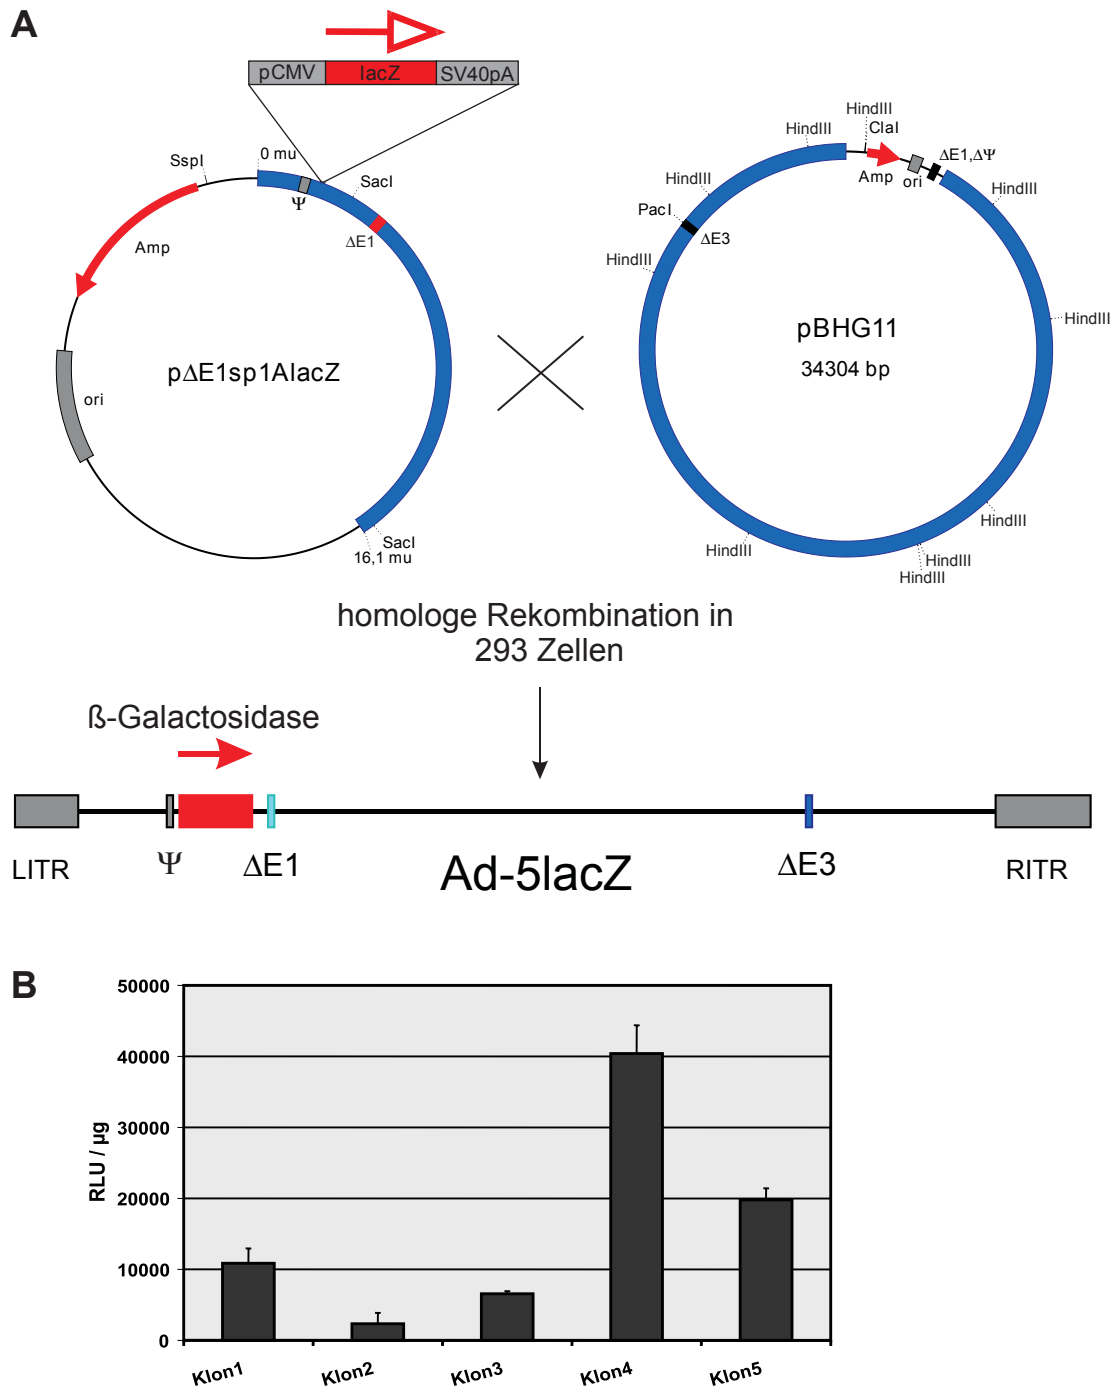 A
pCMV lacZ SV40pA
SspI
0 mu
SacI
Ψ
ΔE1
Amp
pΔE1sp1AlacZ
ori
SacI
16,1 mu
HindIII
HindIII
ClaI
Amp
ori
ΔE1,ΔΨ
HindIII
HindIII
PacI
ΔE3
HindIII
HindIII
pBHG11
34304 bp
HindIII
HindIII
HindIII
HindIII
homologe Rekombination in
293 Zellen
ß-Galactosidase
LITR
Ψ
ΔE1
Ad-5lacZ
ΔE3
RITR
B
50000
40000
30000
20000
10000
0
RLU / µg
Klon1 Klon2 Klon3 Klon4 Klon5